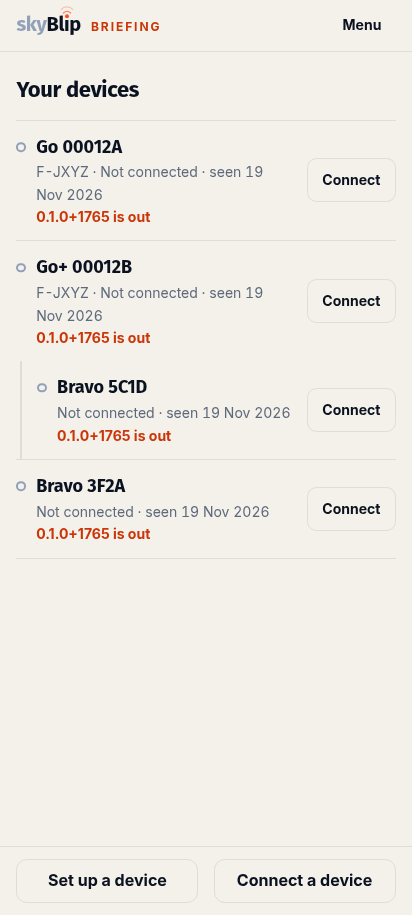 skyBlip BRIEFING
Menu
Your devices
Go 00012A
F-JXYZ · Not connected · seen 19
Nov 2026
0.1.0+1765 is out
Connect
Go+ 00012B
F-JXYZ · Not connected · seen 19
Nov 2026
0.1.0+1765 is out
Connect
Bravo 5C1D
Not connected · seen 19 Nov 2026
0.1.0+1765 is out
Connect
Bravo 3F2A
Not connected · seen 19 Nov 2026
0.1.0+1765 is out
Connect
Set up a device
Connect a device